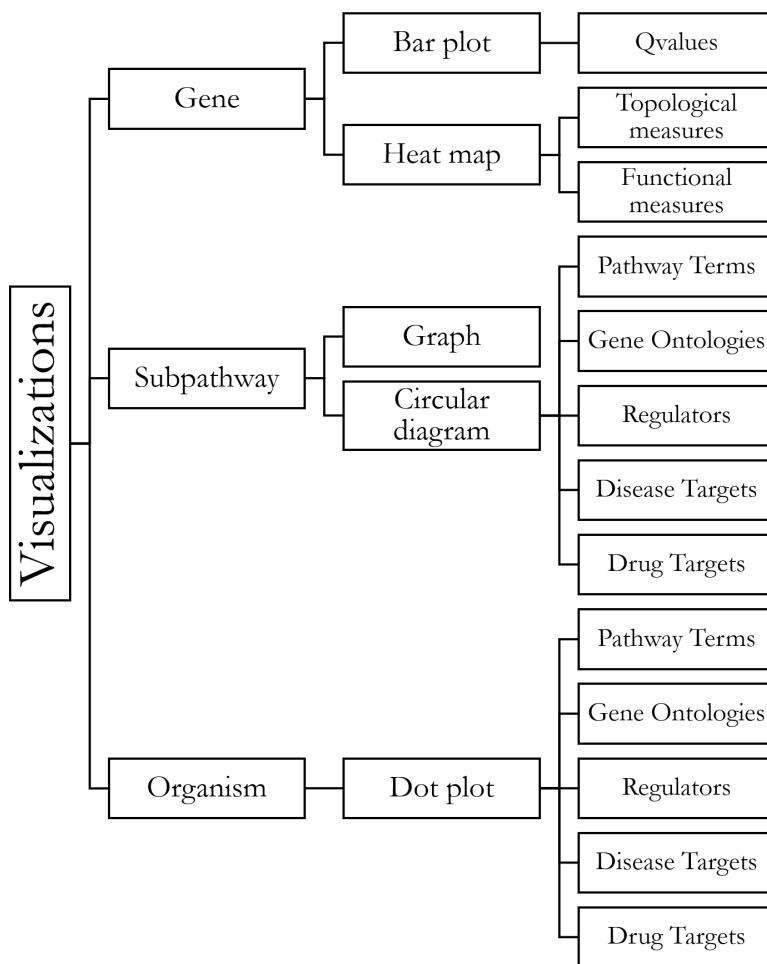 Visualizations
Gene
Bar plot
Qvalues
Heat map
Topological
measures
Functional
measures
Subpathway
Graph
Circular
diagram
Pathway Terms
Gene Ontologies
Regulators
Disease Targets
Drug Targets
Organism
Dot plot
Pathway Terms
Gene Ontologies
Regulators
Disease Targets
Drug Targets